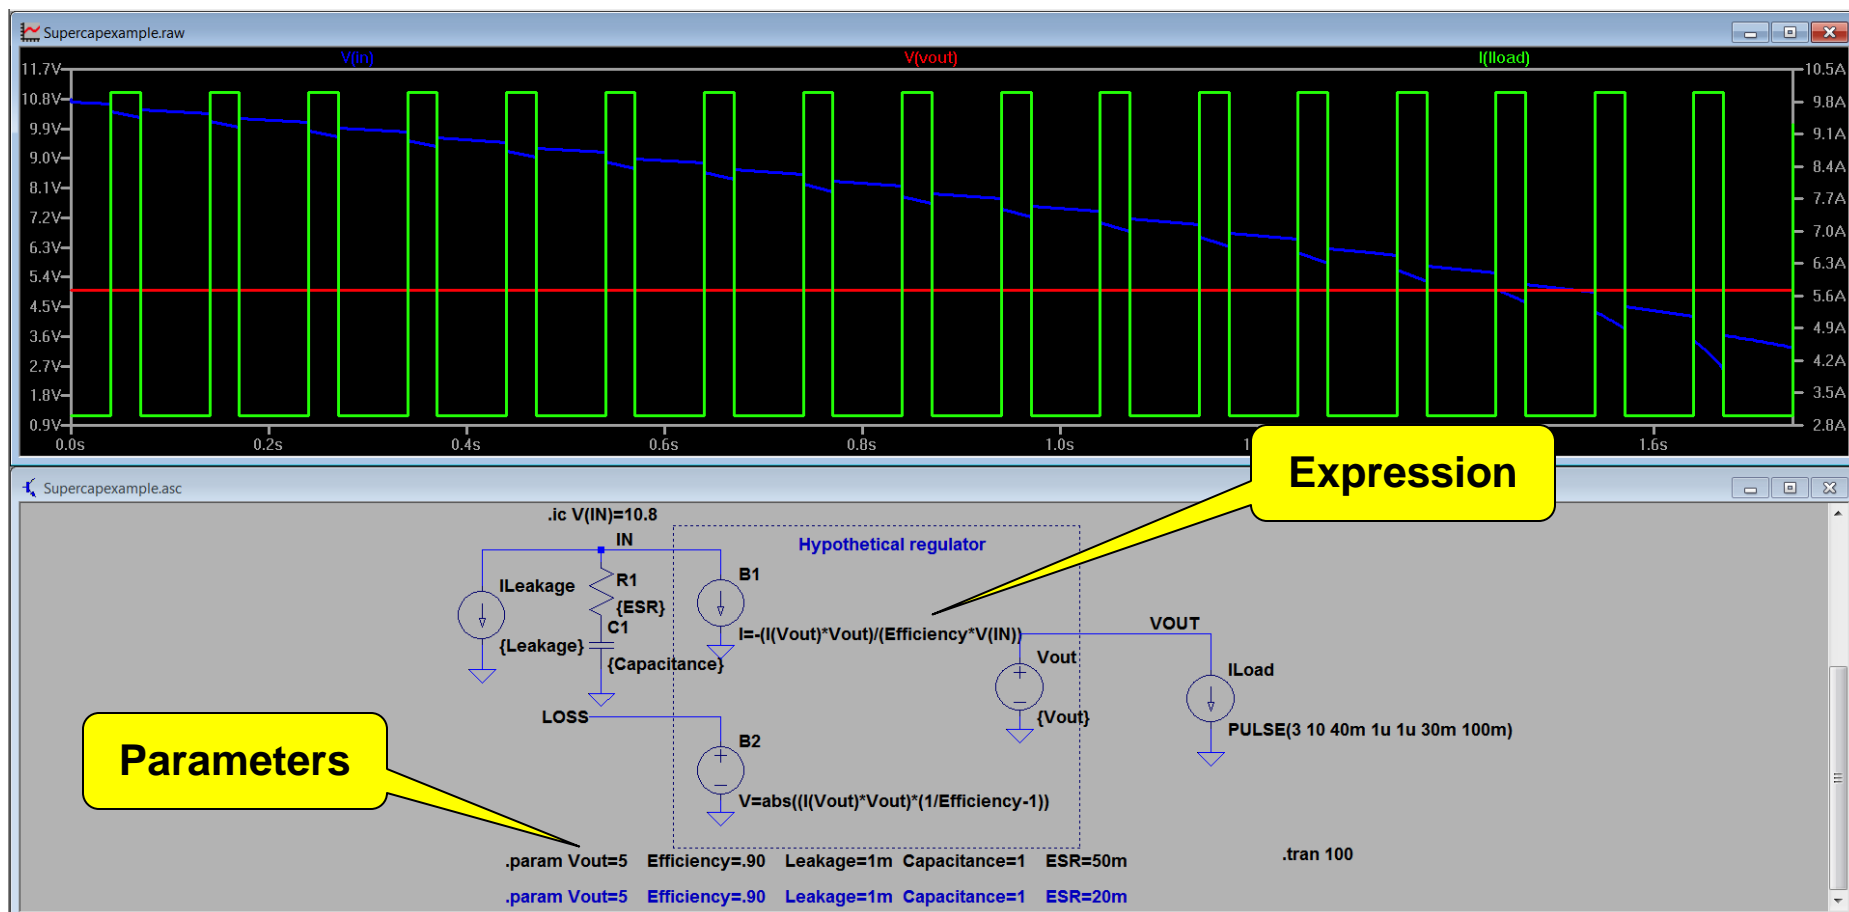 Supercapexample.raw
V(in) V(vout) I(Iload)
11.7V 10.5A
10.8V 9.8A
9.9V 9.1A
9.0V 8.4A
8.1V 7.7A
7.2V 7.0A
6.3V 6.3A
5.4V 5.6A
4.5V 4.9A
3.6V 4.2A
2.7V 3.5A
1.8V 2.8A
0.9V
0.0s 0.2s 0.4s 0.6s 0.8s 1.0s 1.6s
Expression
Supercapexample.asc
.ic V(IN)=10.8
IN
Hypothetical regulator
B1
ILeakage
R1
{ESR}
C1
I=-(I(Vout)*Vout)/(Efficiency*V(IN))
VOUT
{Leakage}
{Capacitance}
Vout
ILoad
LOSS
{Vout}
PULSE(3 10 40m 1u 1u 30m 100m)
B2
Parameters
V=abs((I(Vout)*Vout)*(1/Efficiency-1))
.tran 100
.param Vout=5 Efficiency=.90 Leakage=1m Capacitance=1 ESR=50m
.param Vout=5 Efficiency=.90 Leakage=1m Capacitance=1 ESR=20m